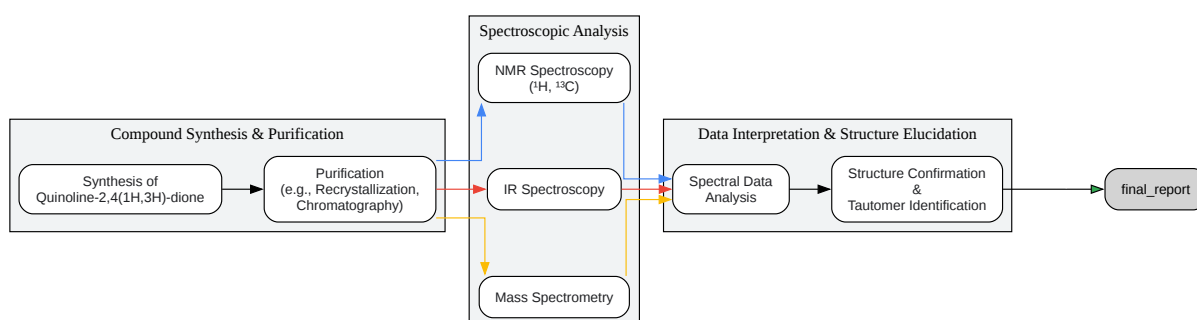 Compound Synthesis & Purification
Synthesis of
Quinoline-2,4(1H,3H)-dione
Purification
(e.g., Recrystallization,
Chromatography)
Spectroscopic Analysis
NMR Spectroscopy
(¹H, ¹³C)
IR Spectroscopy
Mass Spectrometry
Data Interpretation & Structure Elucidation
Spectral Data
Analysis
Structure Confirmation
&
Tautomer Identification
final_report